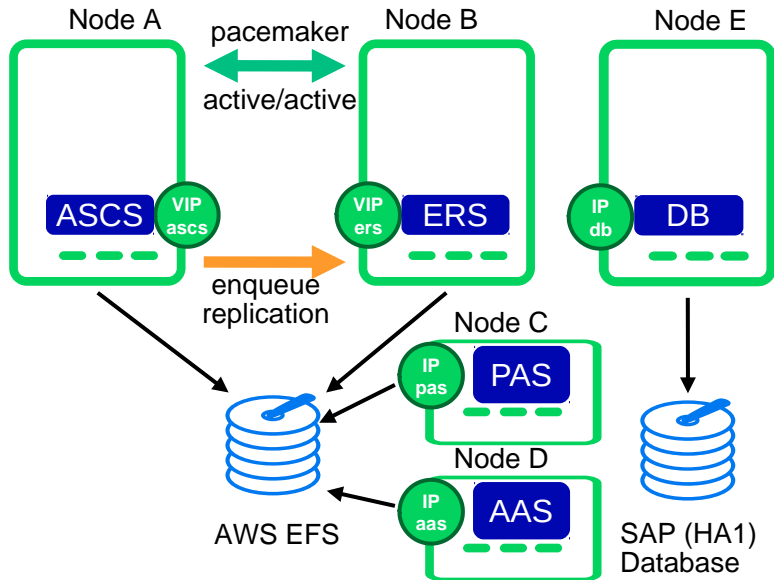 Node A
pacemaker
Node B
Node E
active/active
ASCS
VIP
ascs
VIP
ers
ERS
IP
db
DB
enqueue
replication
Node C
IP
pas
PAS
Node D
IP
aas
AAS
AWS EFS
SAP (HA1)
Database